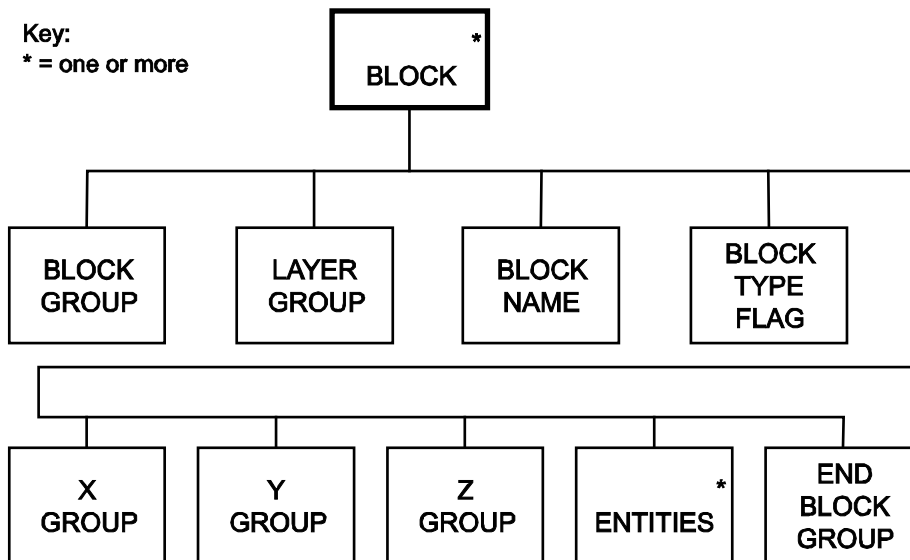 Key:
* = one or more
*
BLOCK
BLOCK
GROUP
LAYER
GROUP
BLOCK
NAME
BLOCK
TYPE
FLAG
X
GROUP
Y
GROUP
Z
GROUP
*
ENTITIES
END
BLOCK
GROUP